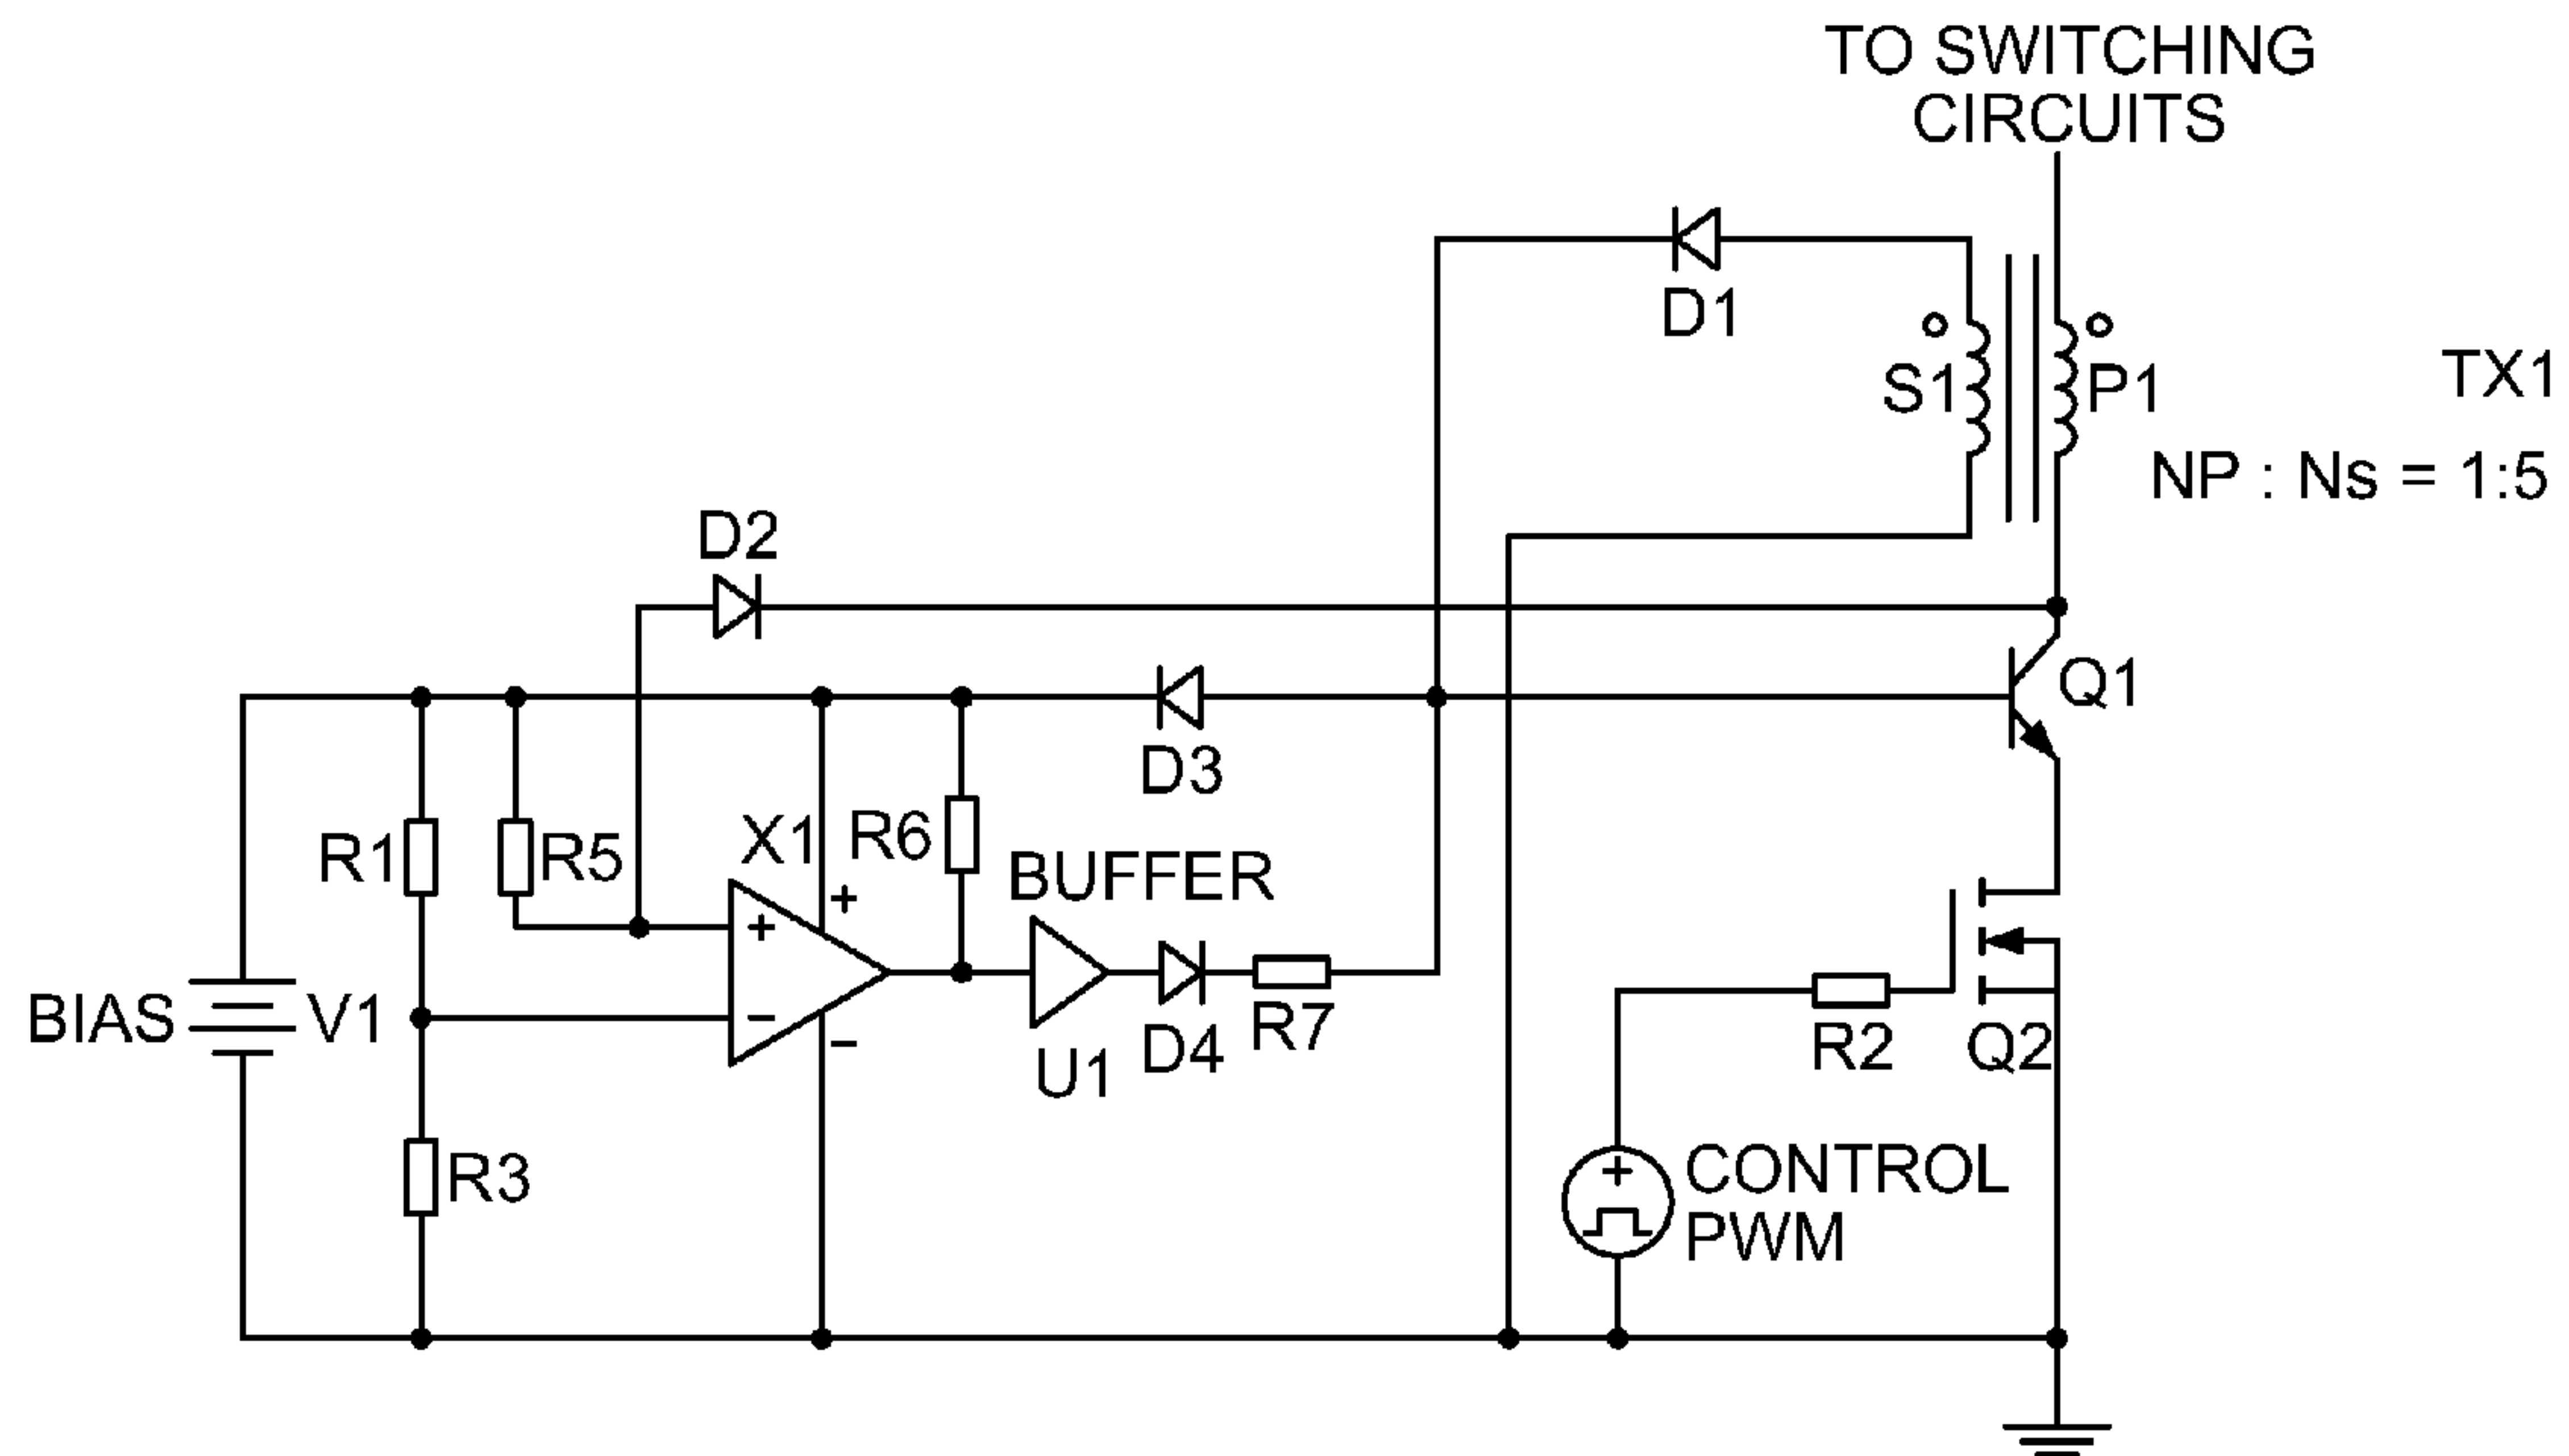 TO SWITCHING
CIRCUITS
D1
S1
P1
TX1
NP : Ns = 1:5
D2
Q1
D3
R1
R5
X1
R6
+
BUFFER
+
BIAS
V1
−
−
U1
D4
R7
R2
Q2
R3
+
CONTROL
PWM